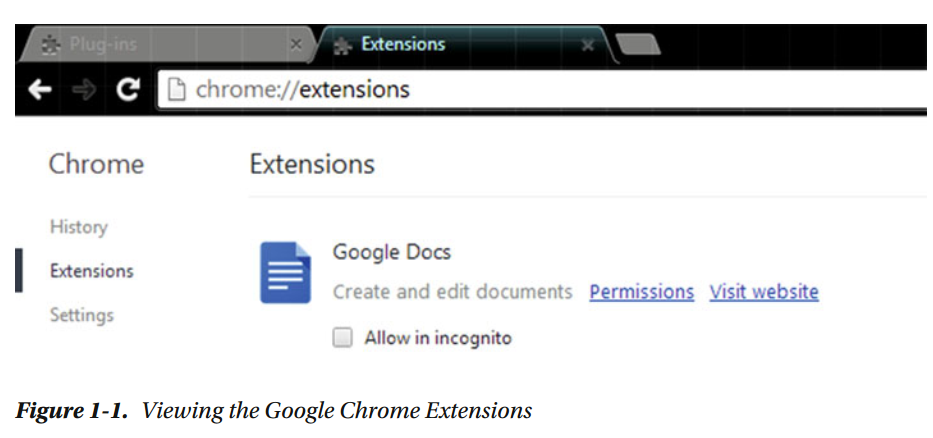 Plug-ins
Extensions
chrome://extensions
Chrome
Extensions
History
Extensions
Settings
Google Docs
Create and edit documents Permissions Visit website
Allow in incognito
Figure 1-1. Viewing the Google Chrome Extensions